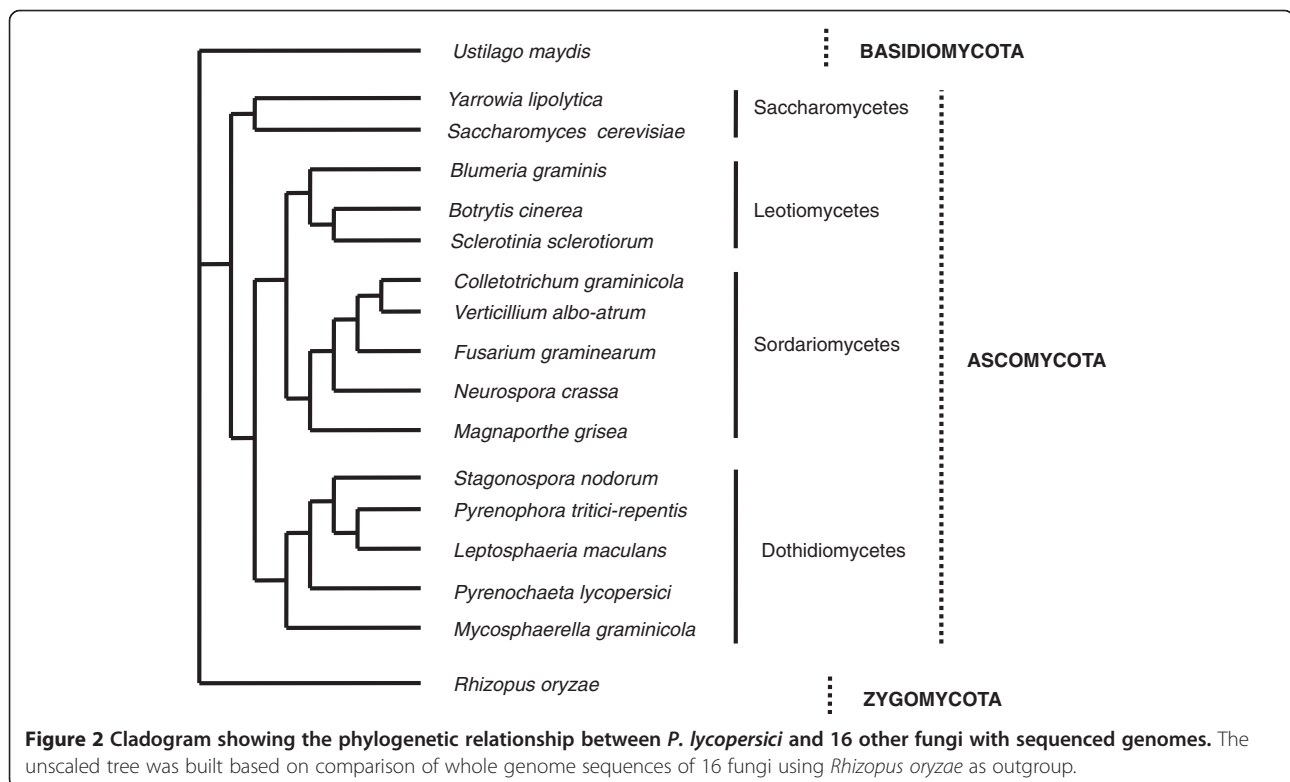 Ustilago maydis
BASIDIOMYCOTA
Yarrowia lipolytica
Saccharomyces cerevisiae
Saccharomycetes
Blumeria graminis
Botrytis cinerea
Sclerotinia sclerotiorum
Leotiomycetes
Colletotrichum graminicola
Verticillium albo-atrum
Fusarium graminearum
Neurospora crassa
Magnaporthe grisea
Sordariomycetes
ASCOMYCOTA
Stagonospora nodorum
Pyrenophora tritici-repentis
Leptosphaeria maculans
Pyrenochaeta lycopersici
Mycosphaerella graminicola
Dothidiomycetes
Rhizopus oryzae
ZYGOMYCOTA
Figure 2 Cladogram showing the phylogenetic relationship between P. lycopersici and 16 other fungi with sequenced genomes. The
unscaled tree was built based on comparison of whole genome sequences of 16 fungi using Rhizopus oryzae as outgroup.